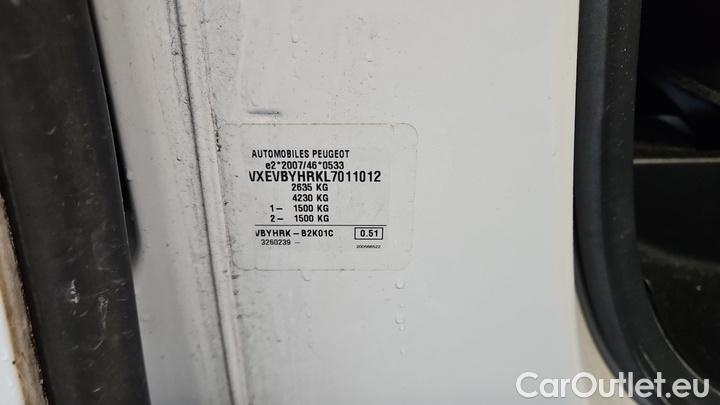 AUTOMOBILES PEUGEOT
e2*2007/46*0533
VXEVBYHRKL7011012
2635 KG
4230 KG
1- 1500 KG
2- 1500 KG
VBYHRK-B2K01C 0.51
3260239 -
CarOutlet.eu